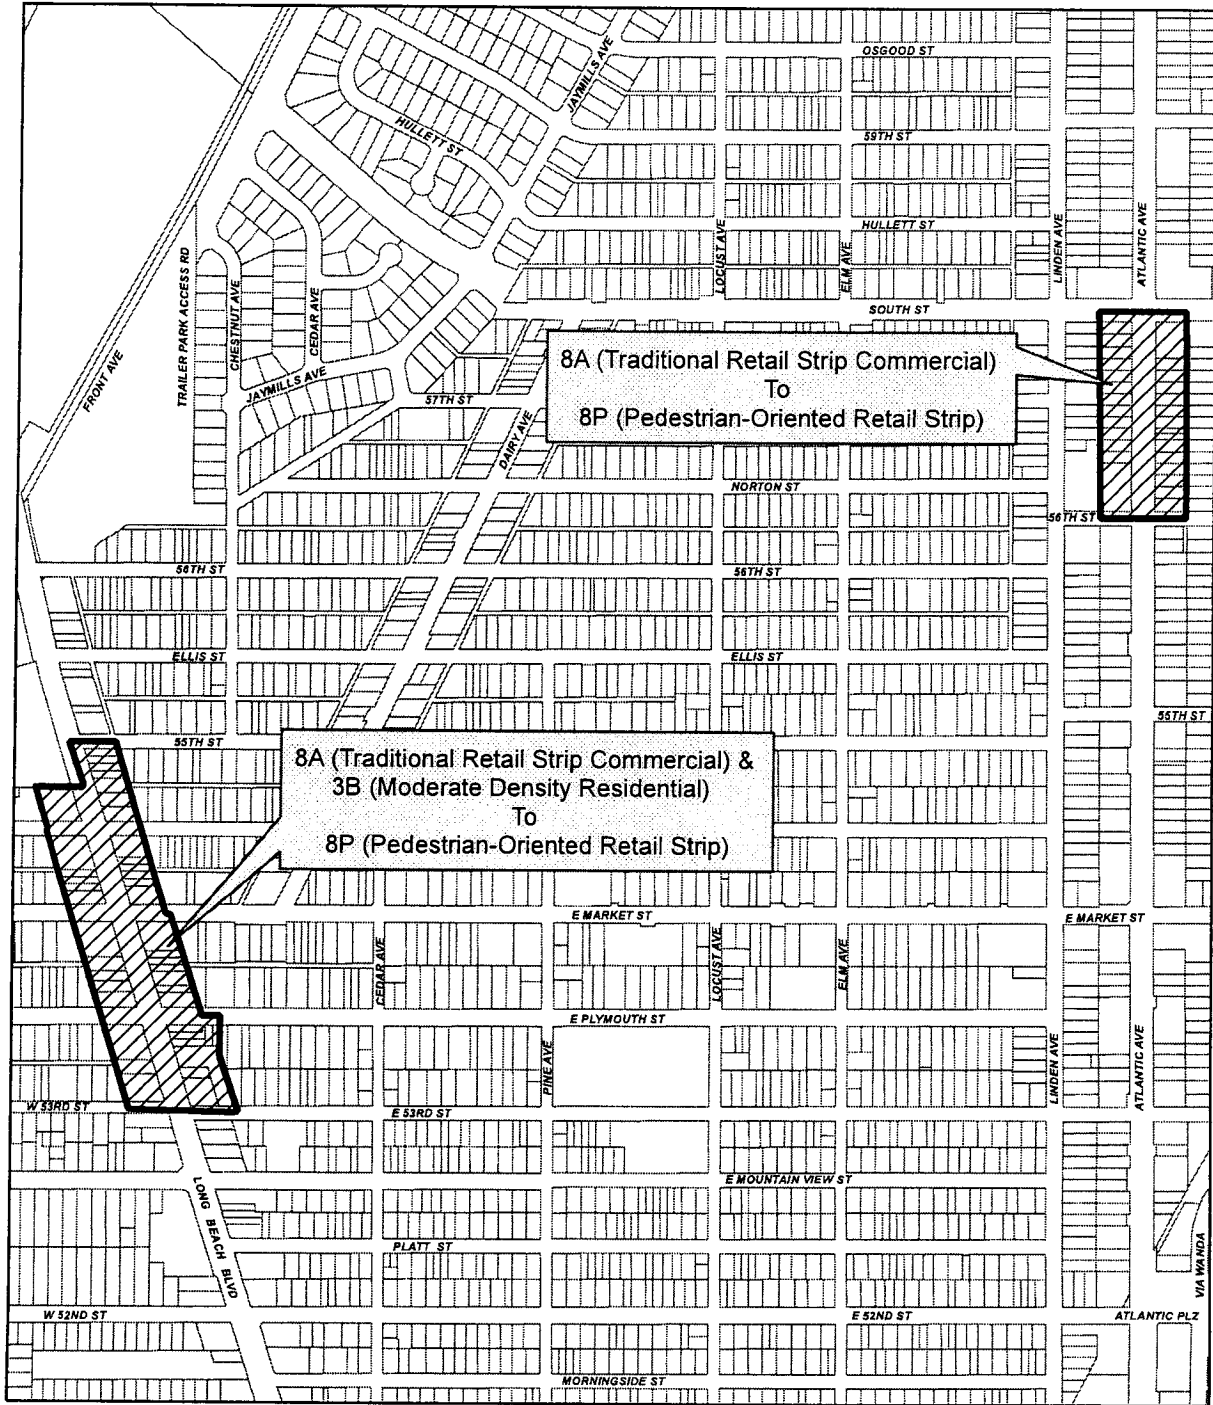 OSGOOD ST
JAYMILLS AVE
HULLETT ST
59TH ST
LOCUST AVE
ELM AVE
HULLETT ST
LINDEN AVE
ATLANTIC AVE
TRAILER PARK ACCESS RD
CHESTNUT AVE
CEDAR AVE
FRONT AVE
SOUTH ST
JAYMILLS AVE
57TH ST
DAIRY AVE
8A (Traditional Retail Strip Commercial)
To
8P (Pedestrian-Oriented Retail Strip)
NORTON ST
56TH ST
56TH ST
56TH ST
ELLIS ST
ELLIS ST
55TH ST
55TH ST
8A (Traditional Retail Strip Commercial) &
3B (Moderate Density Residential)
To
8P (Pedestrian-Oriented Retail Strip)
E MARKET ST
E MARKET ST
CEDAR AVE
LOCUST AVE
ELM AVE
E PLYMOUTH ST
PINE AVE
LINDEN AVE
ATLANTIC AVE
W 53RD ST
E 53RD ST
E MOUNTAIN VIEW ST
LONG BEACH BLVD
PLATT ST
VIA WANDA
W 52ND ST
E 52ND ST
ATLANTIC PLZ
MORNINGSIDE ST